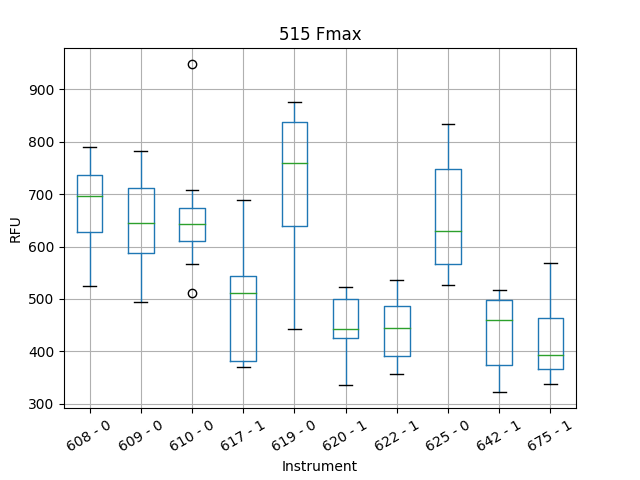 515 Fmax
900
800
700
600
500
400
300
RFU
608 - 0
609 - 0
610 - 0
617 - 1
619 - 0
620 - 1
622 - 1
625 - 0
642 - 1
675 - 1
Instrument